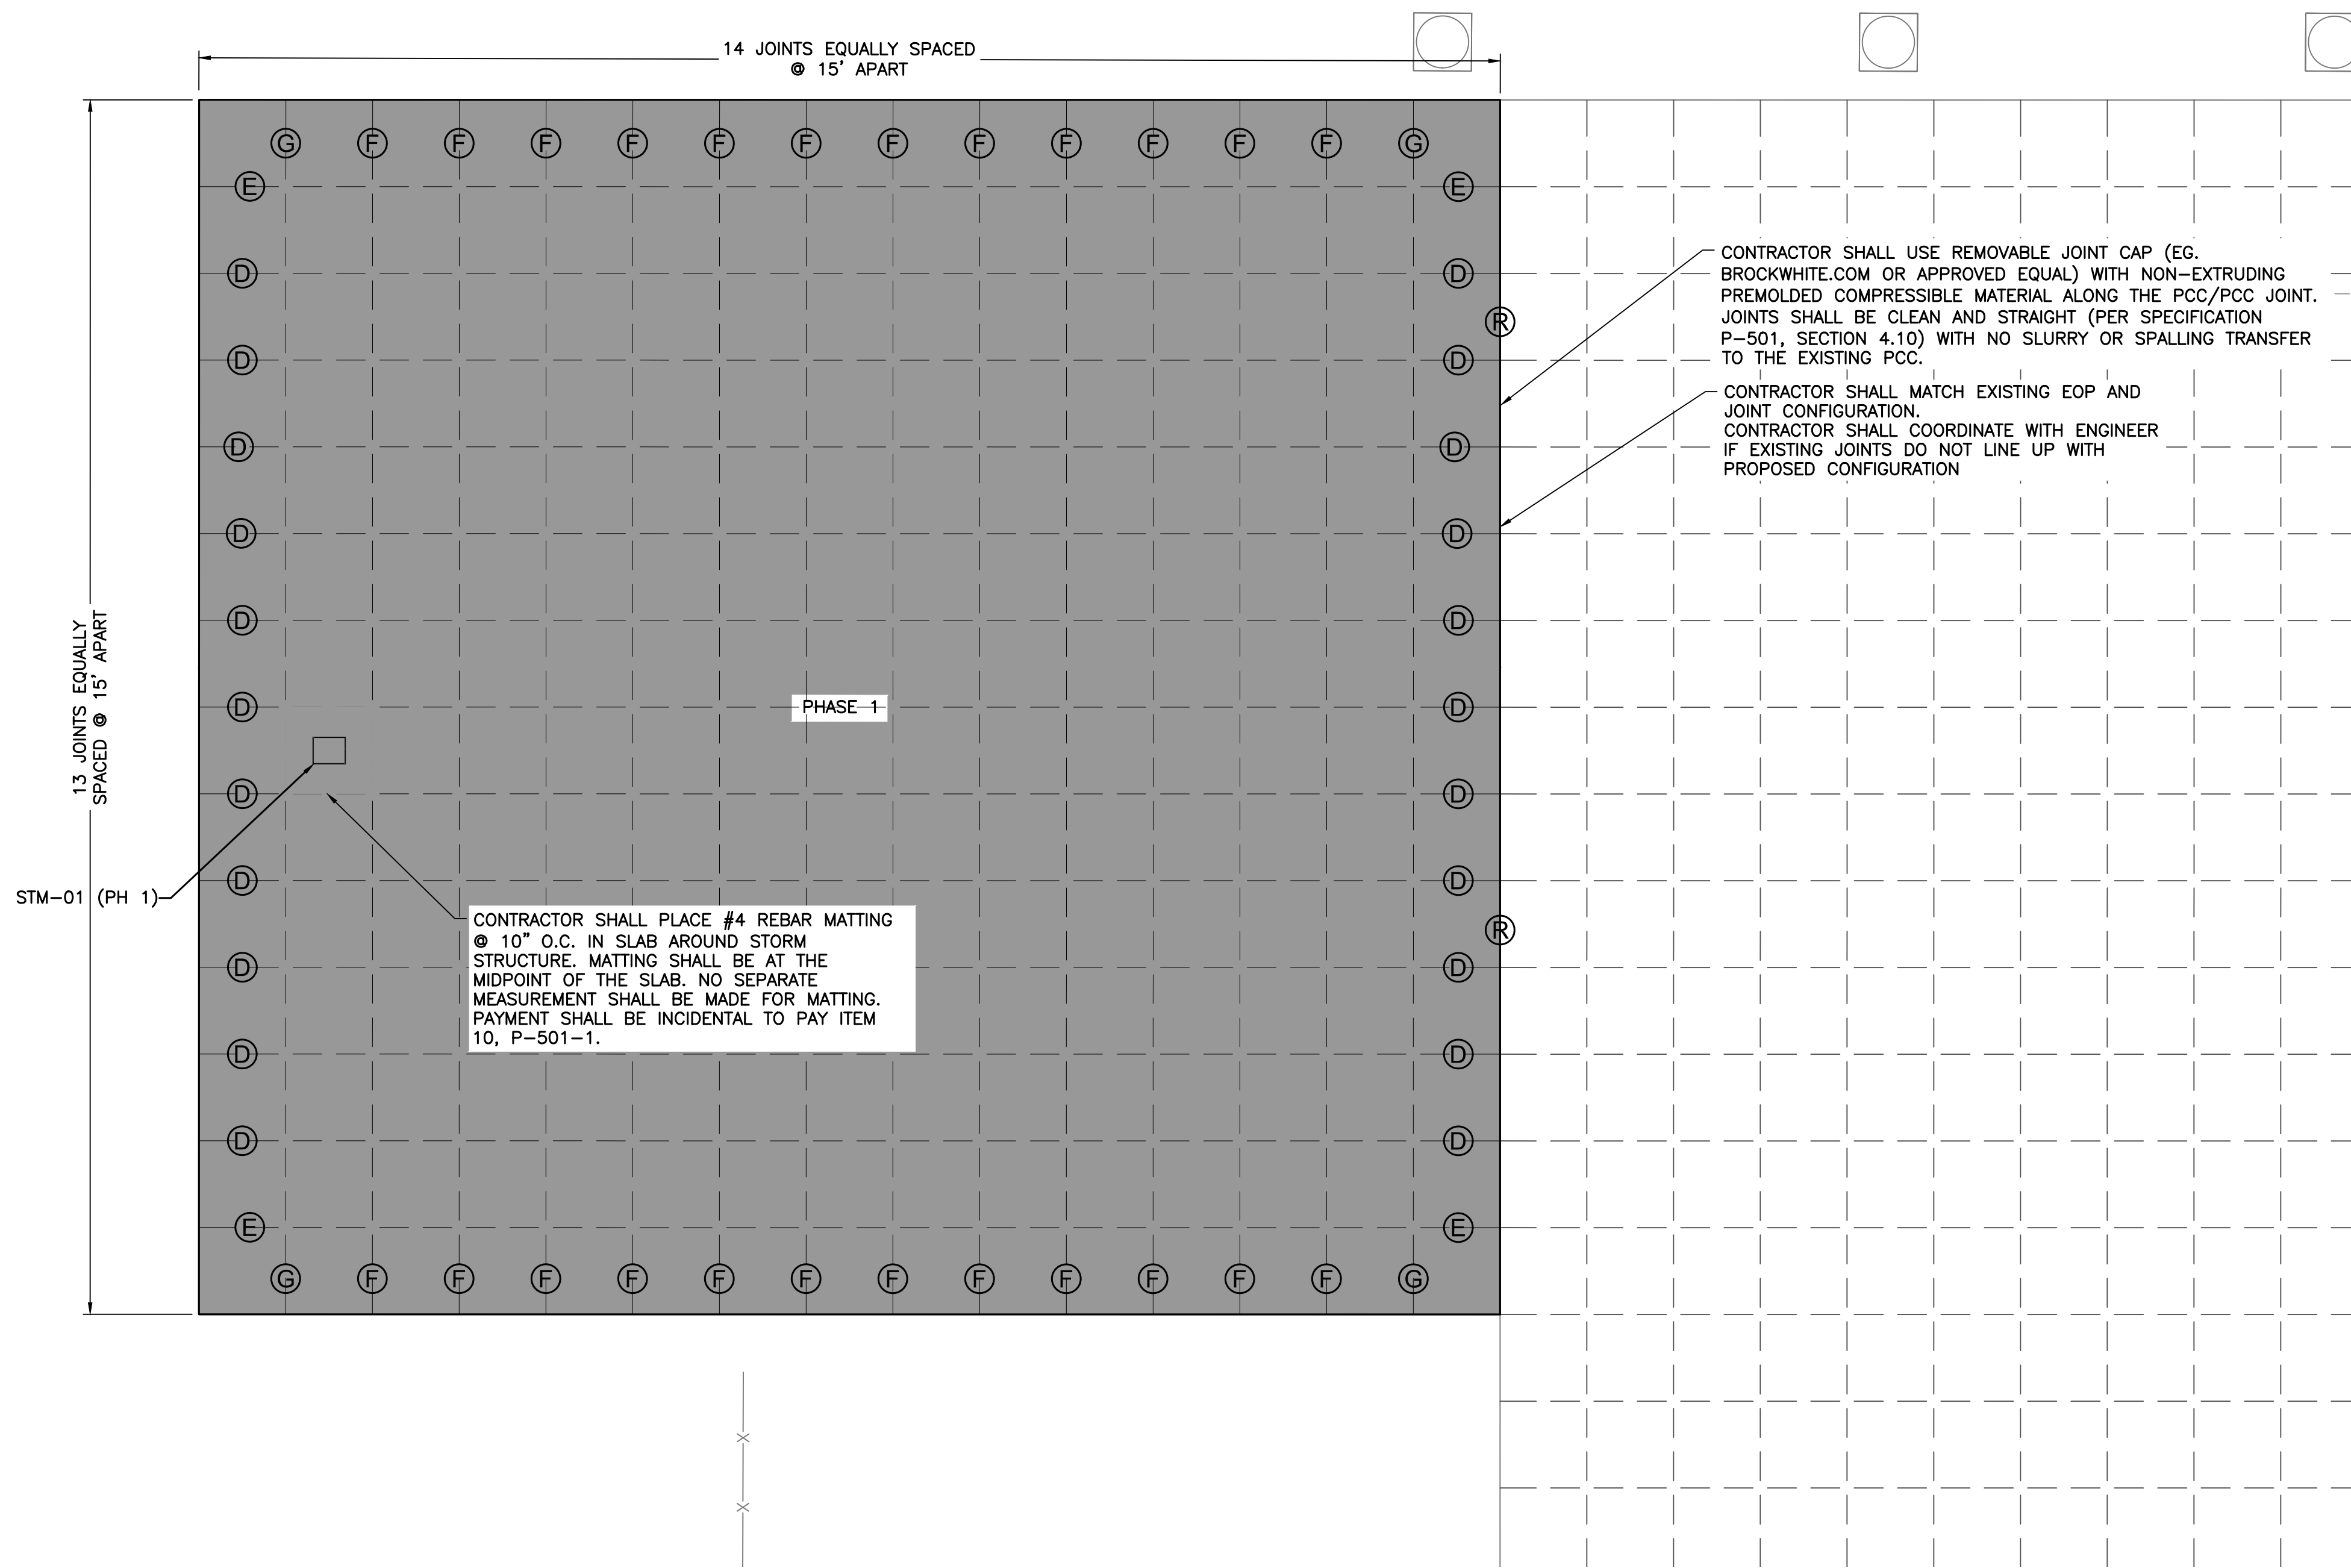 14 JOINTS EQUALLY SPACED
@ 15' APART
G F F F F F F F F F F F F G
E E
D D
CONTRACTOR SHALL USE REMOVABLE JOINT CAP (EG.
BROCKWHITE.COM OR APPROVED EQUAL) WITH NON-EXTRUDING
PREMOLDED COMPRESSIBLE MATERIAL ALONG THE PCC/PCC JOINT.
JOINTS SHALL BE CLEAN AND STRAIGHT (PER SPECIFICATION
P-501, SECTION 4.10) WITH NO SLURRY OR SPALLING TRANSFER
TO THE EXISTING PCC.
R
D D
CONTRACTOR SHALL MATCH EXISTING EOP AND
JOINT CONFIGURATION.
CONTRACTOR SHALL COORDINATE WITH ENGINEER
IF EXISTING JOINTS DO NOT LINE UP WITH
PROPOSED CONFIGURATION
D D
D D
D D
13 JOINTS EQUALLY
SPACED @ 15' APART
D PHASE 1 D
D D
D D
STM-01 (PH 1)
CONTRACTOR SHALL PLACE #4 REBAR MATTING
@ 10" O.C. IN SLAB AROUND STORM
STRUCTURE. MATTING SHALL BE AT THE
MIDPOINT OF THE SLAB. NO SEPARATE
MEASUREMENT SHALL BE MADE FOR MATTING.
PAYMENT SHALL BE INCIDENTAL TO PAY ITEM
10, P-501-1.
R
D D
D D
D D
E E
G F F F F F F F F F F F F G